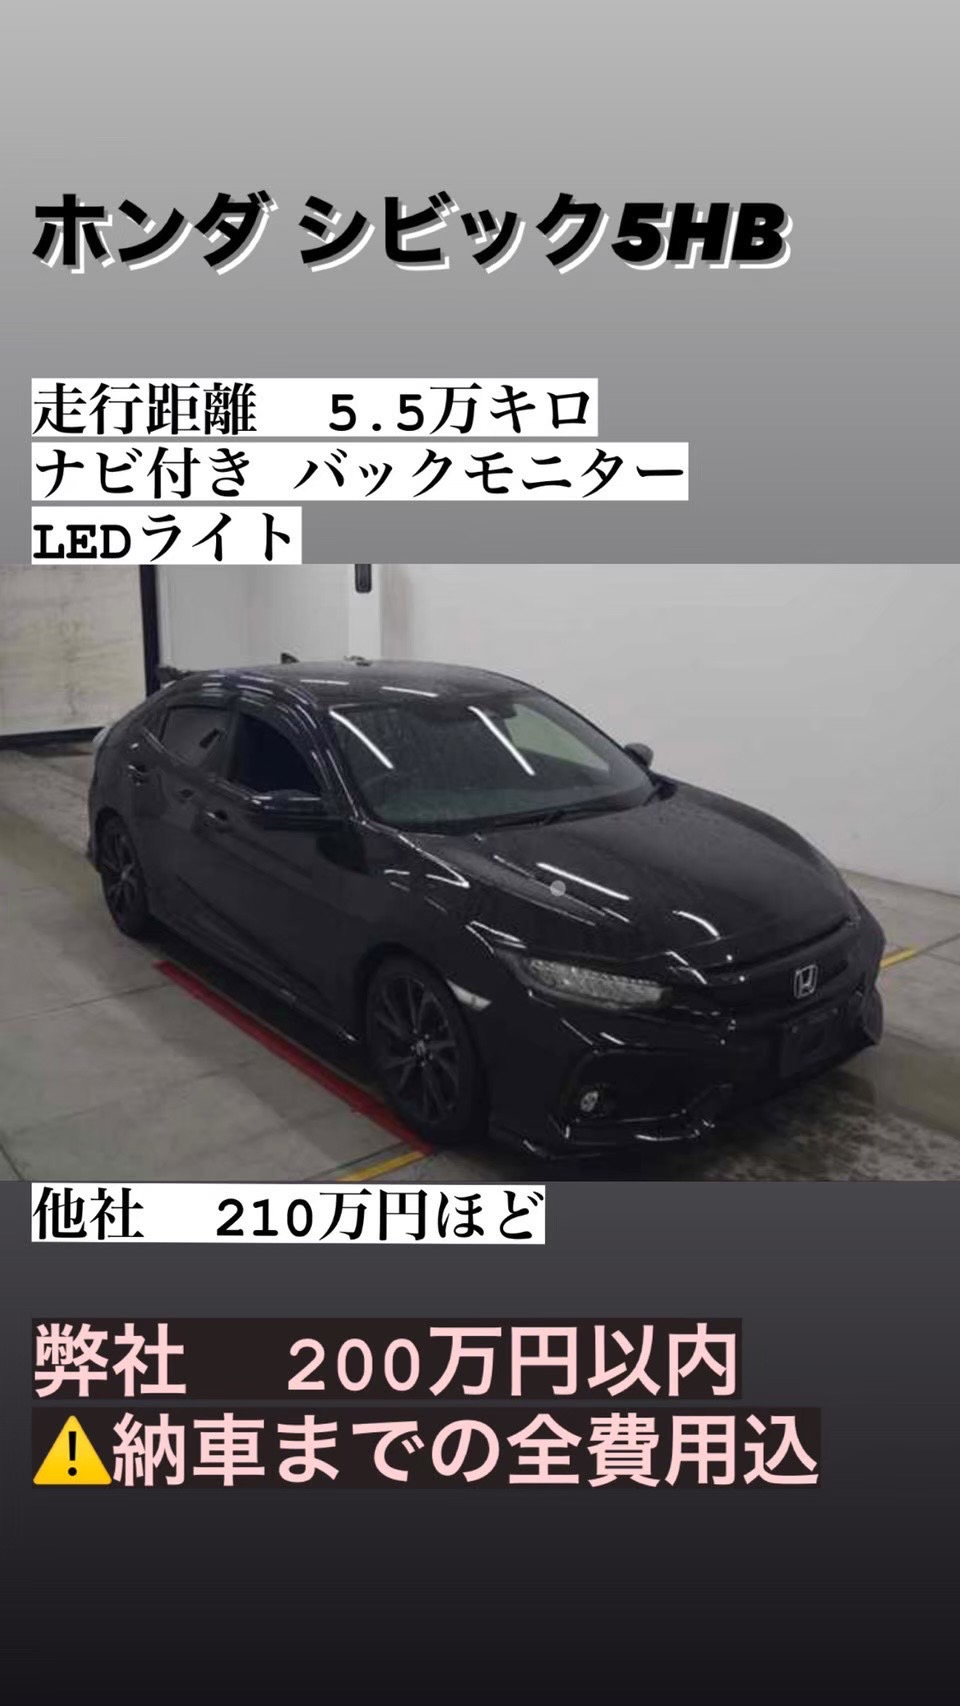 ホンダ シビック5HB
走行距離　5.5万キロ
ナビ付き バックモニター
LEDライト
他社　210万円ほど
弊社　200万円以内
⚠️納車までの全費用込